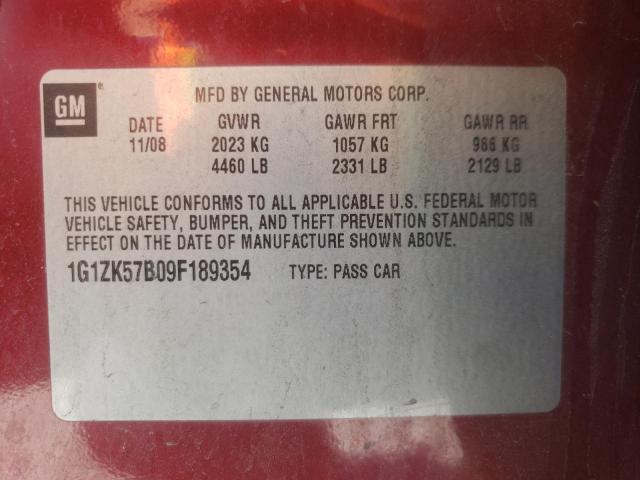 GM
MFD BY GENERAL MOTORS CORP.
DATE GVWR GAWR FRT GAWR RR
11/08 2023 KG 1057 KG 966 KG
4460 LB 2331 LB 2129 LB
THIS VEHICLE CONFORMS TO ALL APPLICABLE U.S. FEDERAL MOTOR
VEHICLE SAFETY, BUMPER, AND THEFT PREVENTION STANDARDS IN
EFFECT ON THE DATE OF MANUFACTURE SHOWN ABOVE.
1G1ZK57B09F189354 TYPE: PASS CAR